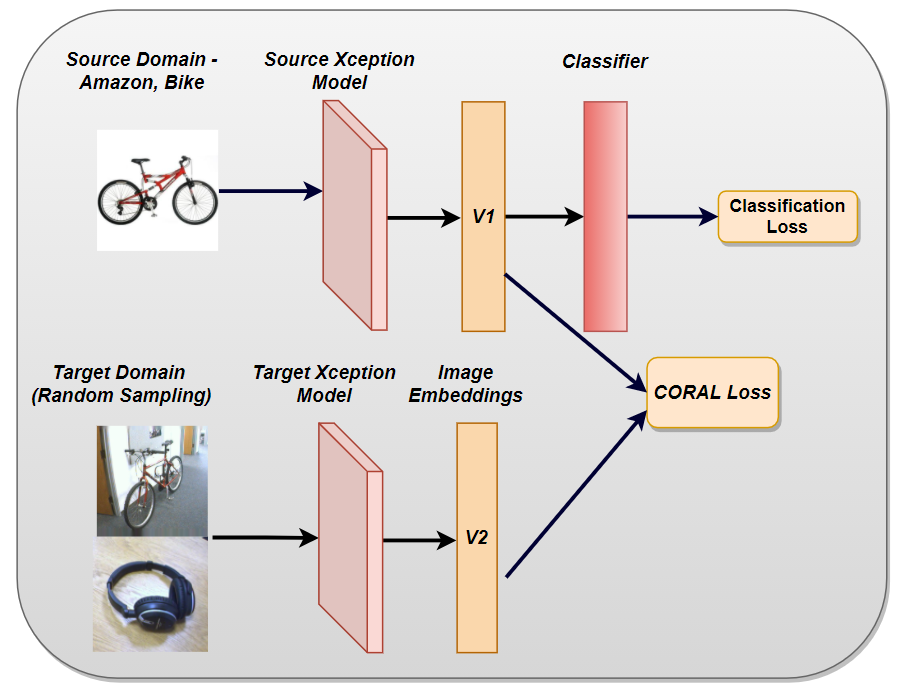 Source Domain -
Amazon, Bike
Source Xception
Model
Classifier
V1
Classification
Loss
Target Domain
(Random Sampling)
Target Xception
Model
Image
Embeddings
CORAL Loss
V2